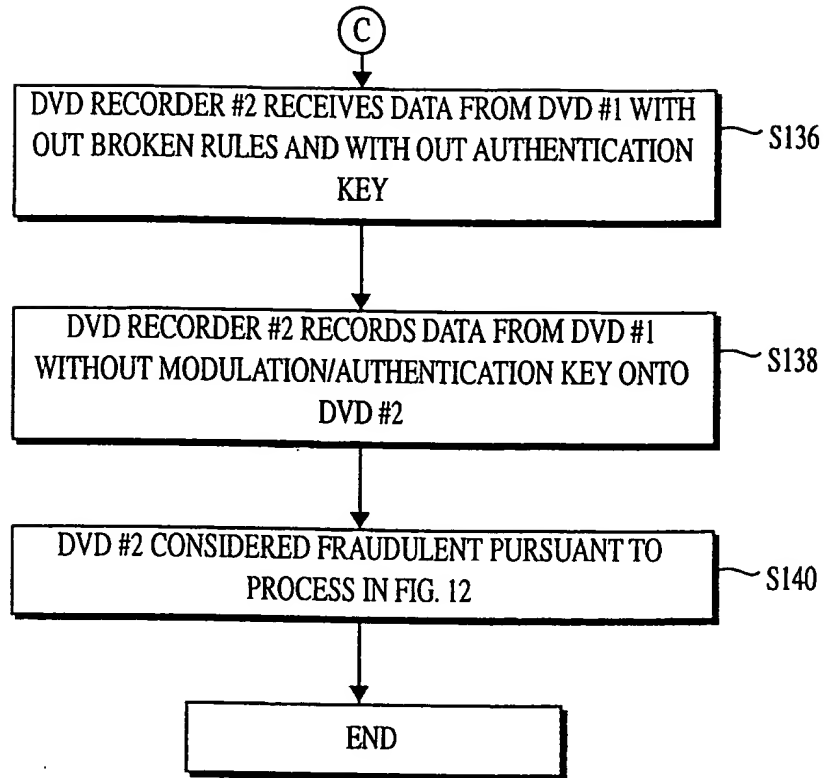 C
DVD RECORDER #2 RECEIVES DATA FROM DVD #1 WITH
OUT BROKEN RULES AND WITH OUT AUTHENTICATION
KEY
S136
DVD RECORDER #2 RECORDS DATA FROM DVD #1
WITHOUT MODULATION/AUTHENTICATION KEY ONTO
DVD #2
S138
DVD #2 CONSIDERED FRAUDULENT PURSUANT TO
PROCESS IN FIG. 12
S140
END